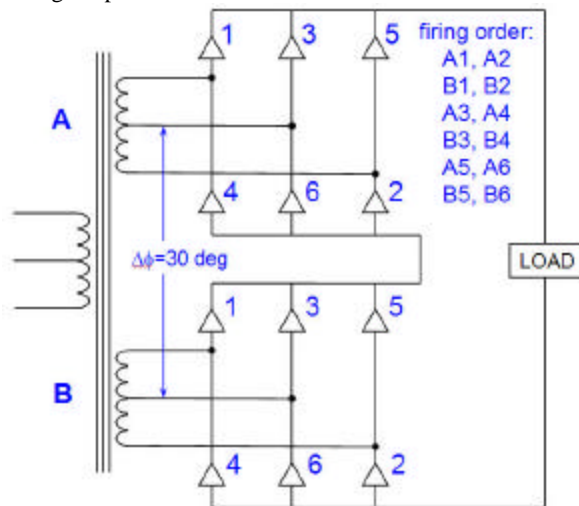 1
3
5
firing order:
A1, A2
B1, B2
A3, A4
B3, B4
A5, A6
B5, B6
A
4
6
2
Δϕ=30 deg
LOAD
1
3
5
B
4
6
2